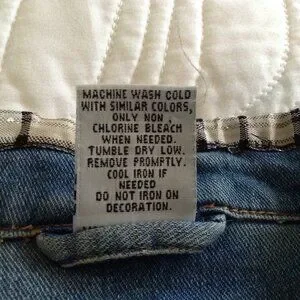 MACHINE WASH COLD
WITH SIMILAR COLORS,
ONLY NON
CHLORINE BLEACH
WHEN NEEDED.
TUMBLE DRY LOW.
REMOVE PROMPTLY.
COOL IRON IF
NEEDED
DO NOT IRON ON
DECORATION.